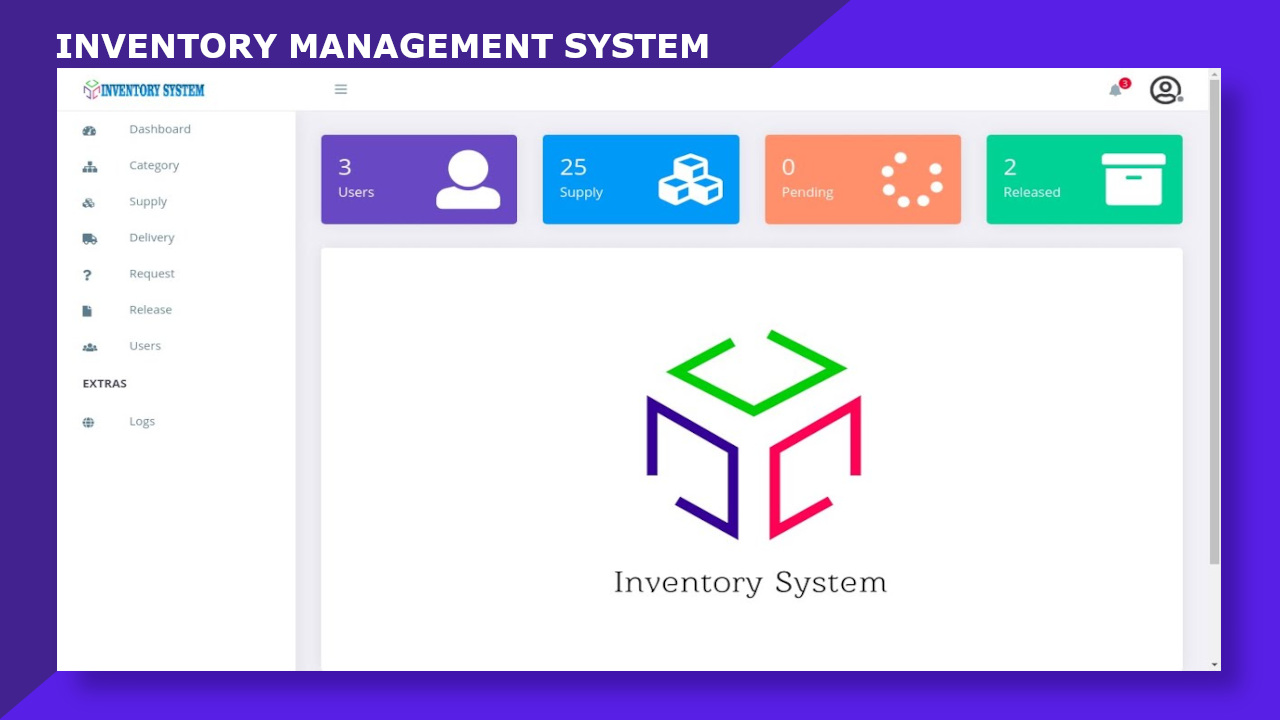 INVENTORY MANAGEMENT SYSTEM
INVENTORY SYSTEM
3
Dashboard
Category
Supply
Delivery
Request
Release
Users
EXTRAS
Logs
3
Users
25
Supply
0
Pending
2
Released
Inventory System